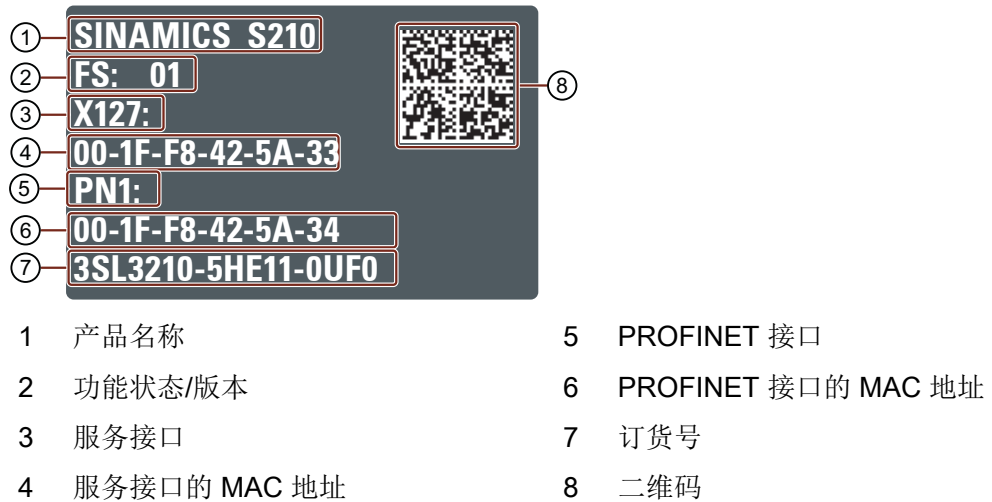 ① SINAMICS S210
② FS: 01
③ X127:
④ 00-1F-F8-42-5A-33
⑤ PN1:
⑥ 00-1F-F8-42-5A-34
⑦ 3SL3210-5HE11-0UF0
⑧
1 产品名称
2 功能状态/版本
3 服务接口
4 服务接口的 MAC 地址
5 PROFINET 接口
6 PROFINET 接口的 MAC 地址
7 订货号
8 二维码